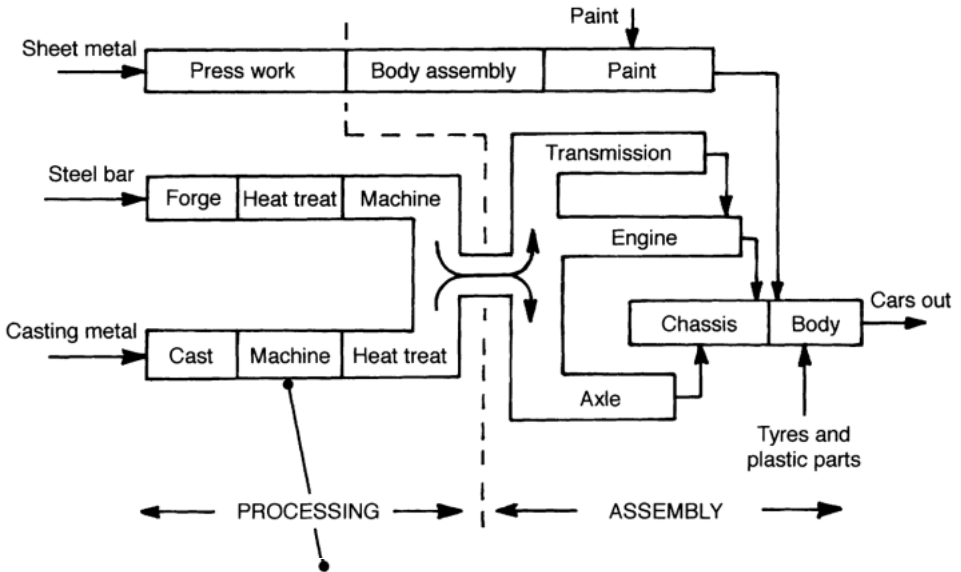 Paint
Sheet metal
Press work
Body assembly
Paint
Steel bar
Forge
Heat treat
Machine
Transmission
Engine
Casting metal
Cast
Machine
Heat treat
Chassis
Body
Cars out
Axle
Tyres and
plastic parts
PROCESSING
ASSEMBLY